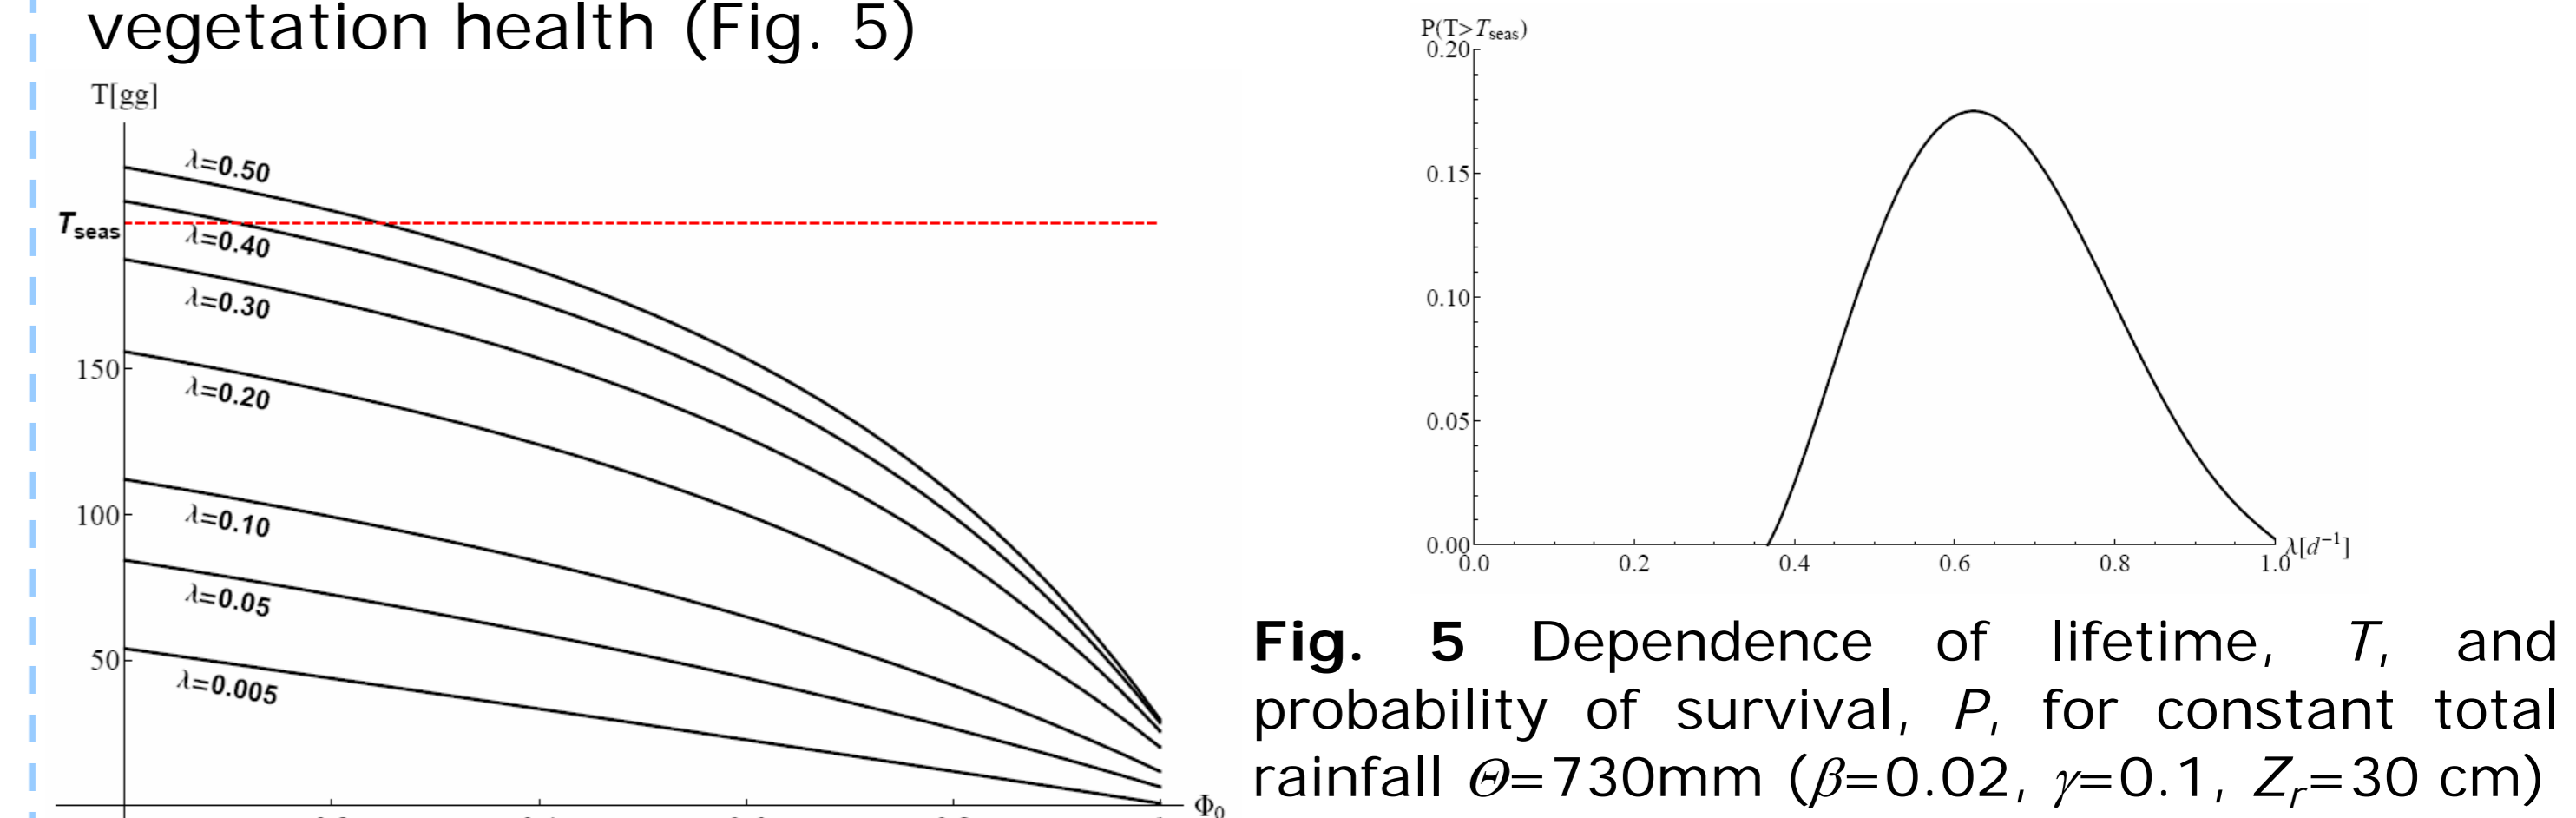 vegetation health (Fig. 5)
T[gg]
λ=0.50
T_seas
λ=0.40
λ=0.30
150
λ=0.20
100
λ=0.10
λ=0.05
50
λ=0.005
Φ0
P(T>T_seas)
0.20
0.15
0.10
0.05
0.00
0.0 0.2 0.4 0.6 0.8 1.0 λ[d⁻¹]
Fig. 5 Dependence of lifetime, T, and
probability of survival, P, for constant total
rainfall Θ=730mm (β=0.02, γ=0.1, Z_r=30 cm)